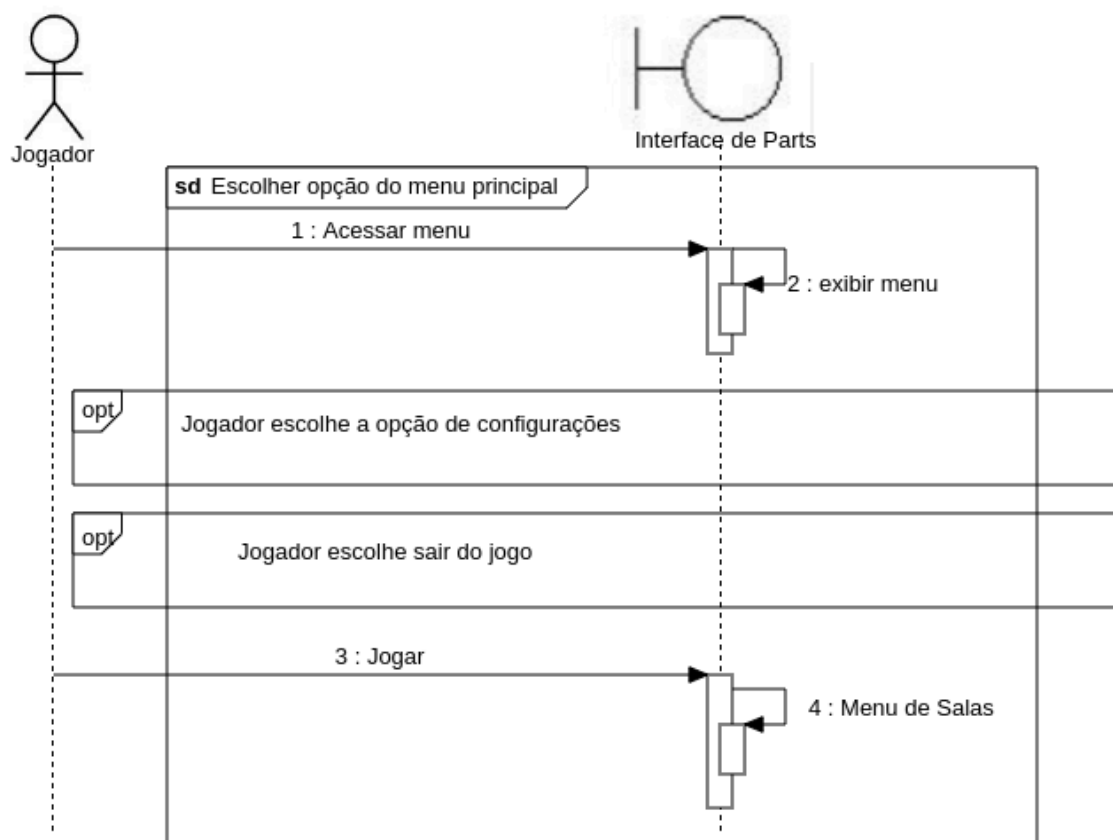 Jogador
Interface de Parts
sd Escolher opção do menu principal
1 : Acessar menu
2 : exibir menu
opt
Jogador escolhe a opção de configurações
opt
Jogador escolhe sair do jogo
3 : Jogar
4 : Menu de Salas